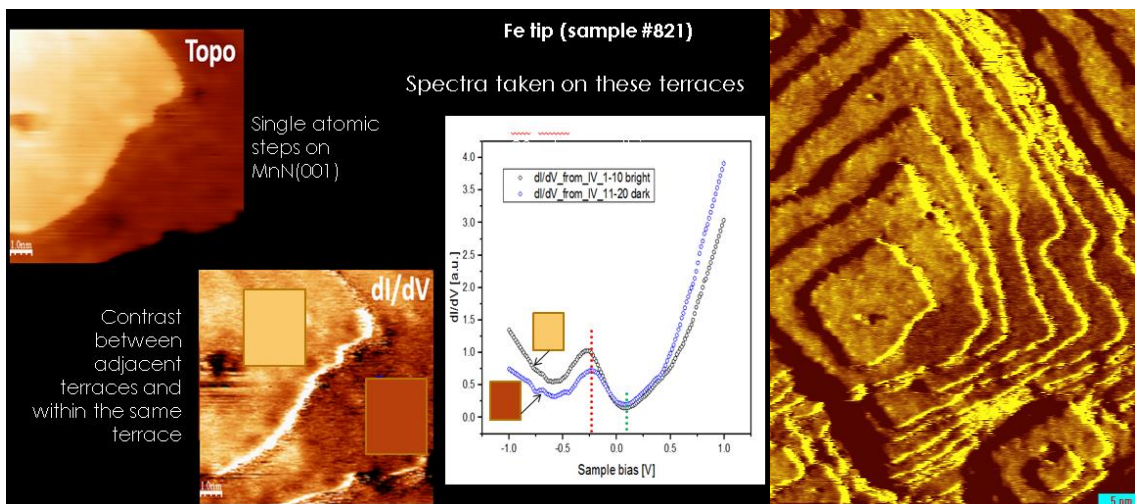 Topo
1.0nm
Single atomic
steps on
MnN(001)
dI/dV
1.0nm
Contrast
between
adjacent
terraces and
within the same
terrace
Fe tip (sample #821)
Spectra taken on these terraces
dI/dV_from_IV_1-10 bright
dI/dV_from_IV_11-20 dark
dI/dV [a.u.]
4.0
3.5
3.0
2.5
2.0
1.5
1.0
0.5
0.0
-1.0
-0.5
0.0
0.5
1.0
Sample bias [V]
5 nm